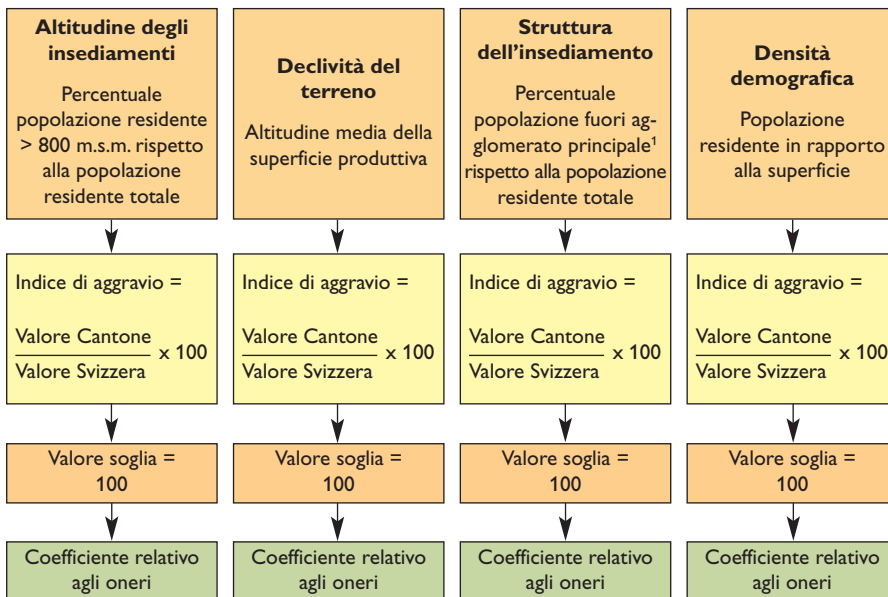 Altitudine degli
insediamenti
Percentuale
popolazione residente
> 800 m.s.m. rispetto
alla popolazione
residente totale
Declività del
terreno
Altitudine media della
superficie produttiva
Struttura
dell'insediamento
Percentuale
popolazione fuori ag-
glomerato principale¹
rispetto alla popolazione
residente totale
Densità
demografica
Popolazione
residente in rapporto
alla superficie
Indice di aggravio =
Valore Cantone
x 100
Valore Svizzera
Indice di aggravio =
Valore Cantone
x 100
Valore Svizzera
Indice di aggravio =
Valore Cantone
x 100
Valore Svizzera
Indice di aggravio =
Valore Cantone
x 100
Valore Svizzera
Valore soglia =
100
Valore soglia =
100
Valore soglia =
100
Valore soglia =
100
Coefficiente relativo
agli oneri
Coefficiente relativo
agli oneri
Coefficiente relativo
agli oneri
Coefficiente relativo
agli oneri